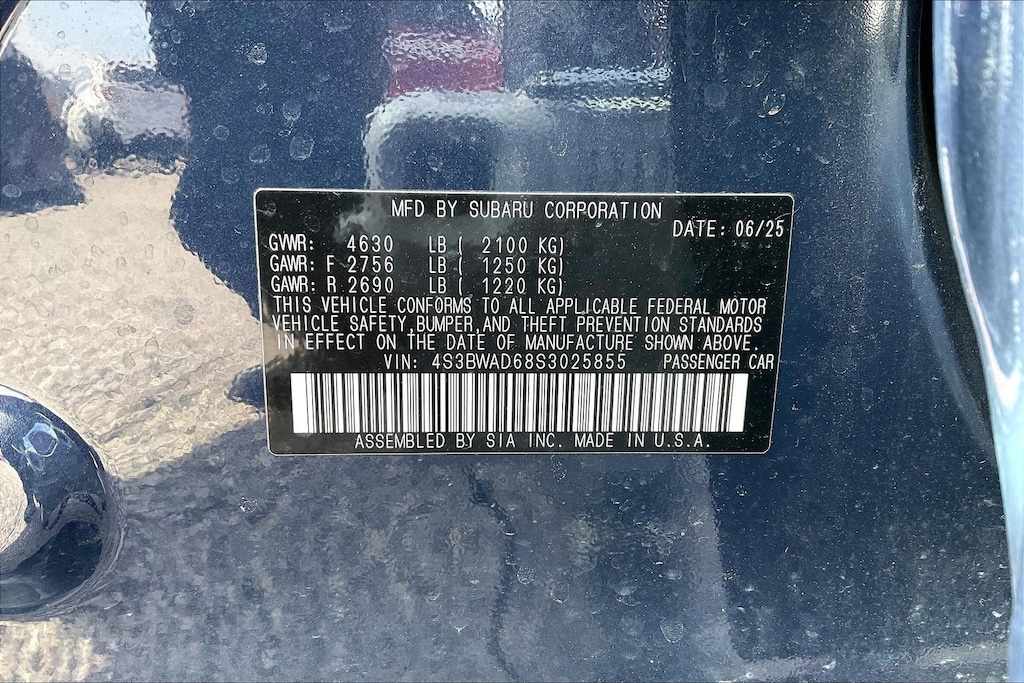 MFD BY SUBARU CORPORATION
DATE: 06/25
GVWR: 4630 LB ( 2100 KG)
GAWR: F 2756 LB ( 1250 KG)
GAWR: R 2690 LB ( 1220 KG)
THIS VEHICLE CONFORMS TO ALL APPLICABLE FEDERAL MOTOR
VEHICLE SAFETY,BUMPER,AND THEFT PREVENTION STANDARDS
IN EFFECT ON THE DATE OF MANUFACTURE SHOWN ABOVE.
VIN: 4S3BWAD68S3025855 PASSENGER CAR
ASSEMBLED BY SIA INC. MADE IN U.S.A.